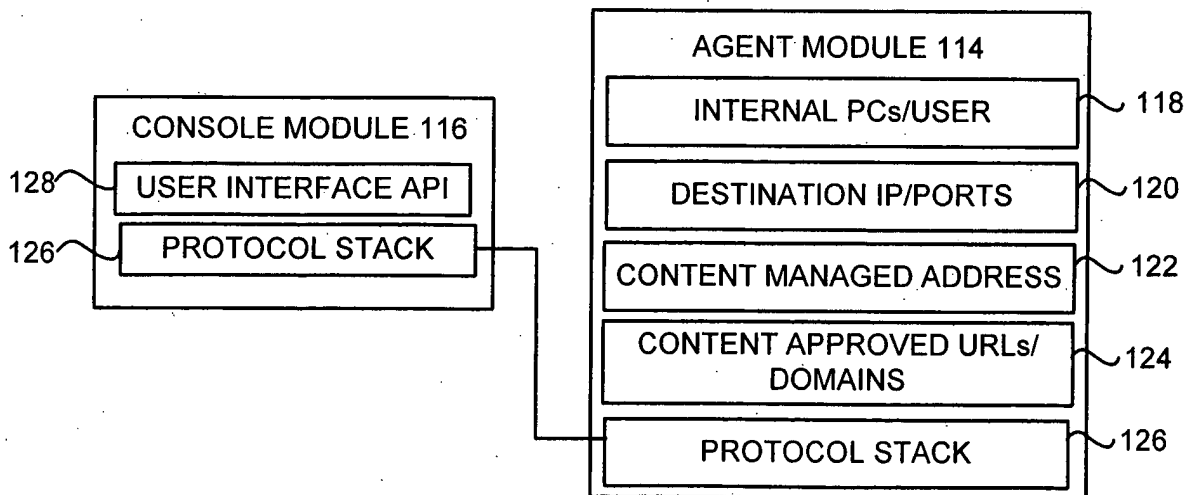 CONSOLE MODULE 116
128
USER INTERFACE API
126
PROTOCOL STACK
AGENT MODULE 114
INTERNAL PCs/USER
118
DESTINATION IP/PORTS
120
CONTENT MANAGED ADDRESS
122
CONTENT APPROVED URLs/
DOMAINS
124
PROTOCOL STACK
126